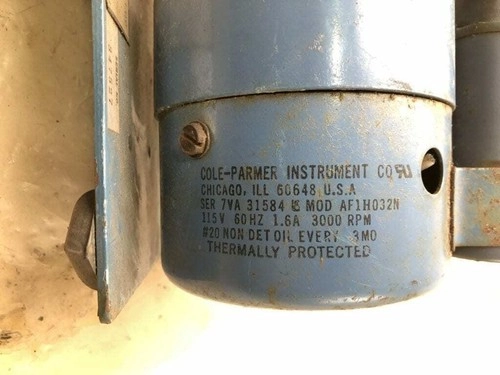 COLE-PARMER INSTRUMENT CO
CHICAGO, ILL 60648 U.S.A
SER 7VA 31584 MOD AF1H032N
115V 60HZ 1.6A 3000 RPM
#20 NON DET OIL EVERY 3MO
THERMALLY PROTECTED